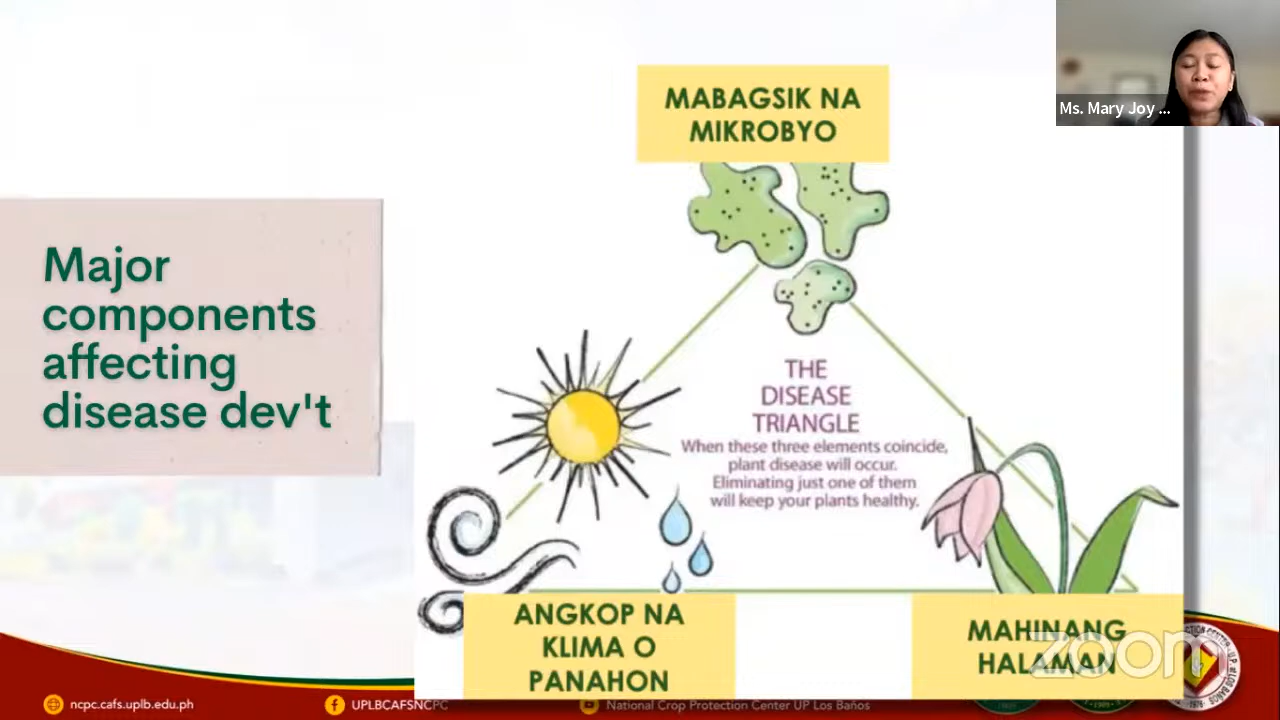 Ms. Mary Joy ...
MABAGSIK NA
MIKROBYO
Major
components
affecting
disease dev't
THE
DISEASE
TRIANGLE
When these three elements coincide,
plant disease will occur.
Eliminating just one of them
will keep your plants healthy.
ANGKOP NA
KLIMA O
PANAHON
MAHINANG
HALAMAN
zoom
ncpc.cafs.uplb.edu.ph
UPLBCAFSNCPC
National Crop Protection Center UP Los Baños